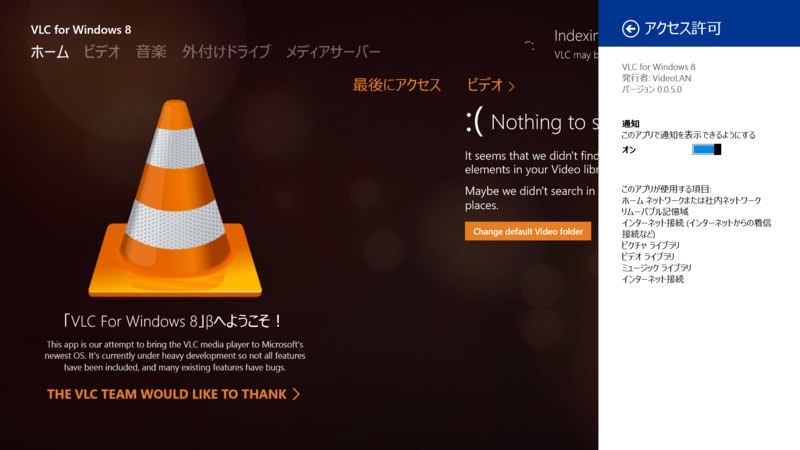 VLC for Windows 8
ホーム ビデオ 音楽 外付けドライブ メディアサーバー
Indexin
VLC may b
最後にアクセス
ビデオ
:( Nothing to s
It seems that we didn't find
elements in your Video libr
Maybe we didn't search in
places.
Change default Video folder
「VLC For Windows 8」βへようこそ！
This app is our attempt to bring the VLC media player to Microsoft's
newest OS. It's currently under heavy development so not all features
have been included, and many existing features have bugs.
THE VLC TEAM WOULD LIKE TO THANK
アクセス許可
VLC for Windows 8
発行者: VideoLAN
バージョン 0.0.5.0
通知
このアプリで通知を表示できるようにする
オン
このアプリが使用する項目:
ホーム ネットワークまたは社内ネットワーク
リムーバブル記憶域
インターネット接続 (インターネットからの着信
接続など)
ピクチャ ライブラリ
ビデオ ライブラリ
ミュージック ライブラリ
インターネット接続